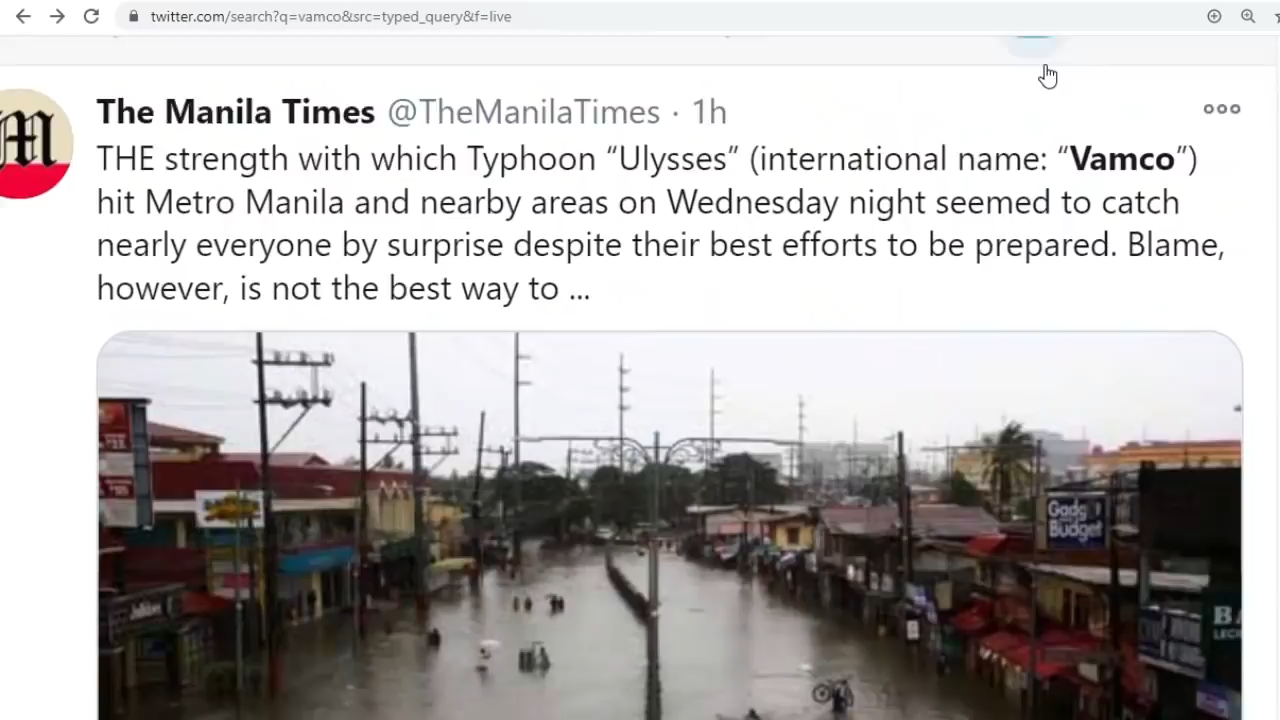 twitter.com/search?q=vamco&src=typed_query&f=live
The Manila Times @TheManilaTimes · 1h
THE strength with which Typhoon “Ulysses” (international name: “Vamco”)
hit Metro Manila and nearby areas on Wednesday night seemed to catch
nearly everyone by surprise despite their best efforts to be prepared. Blame,
however, is not the best way to ...
Budget